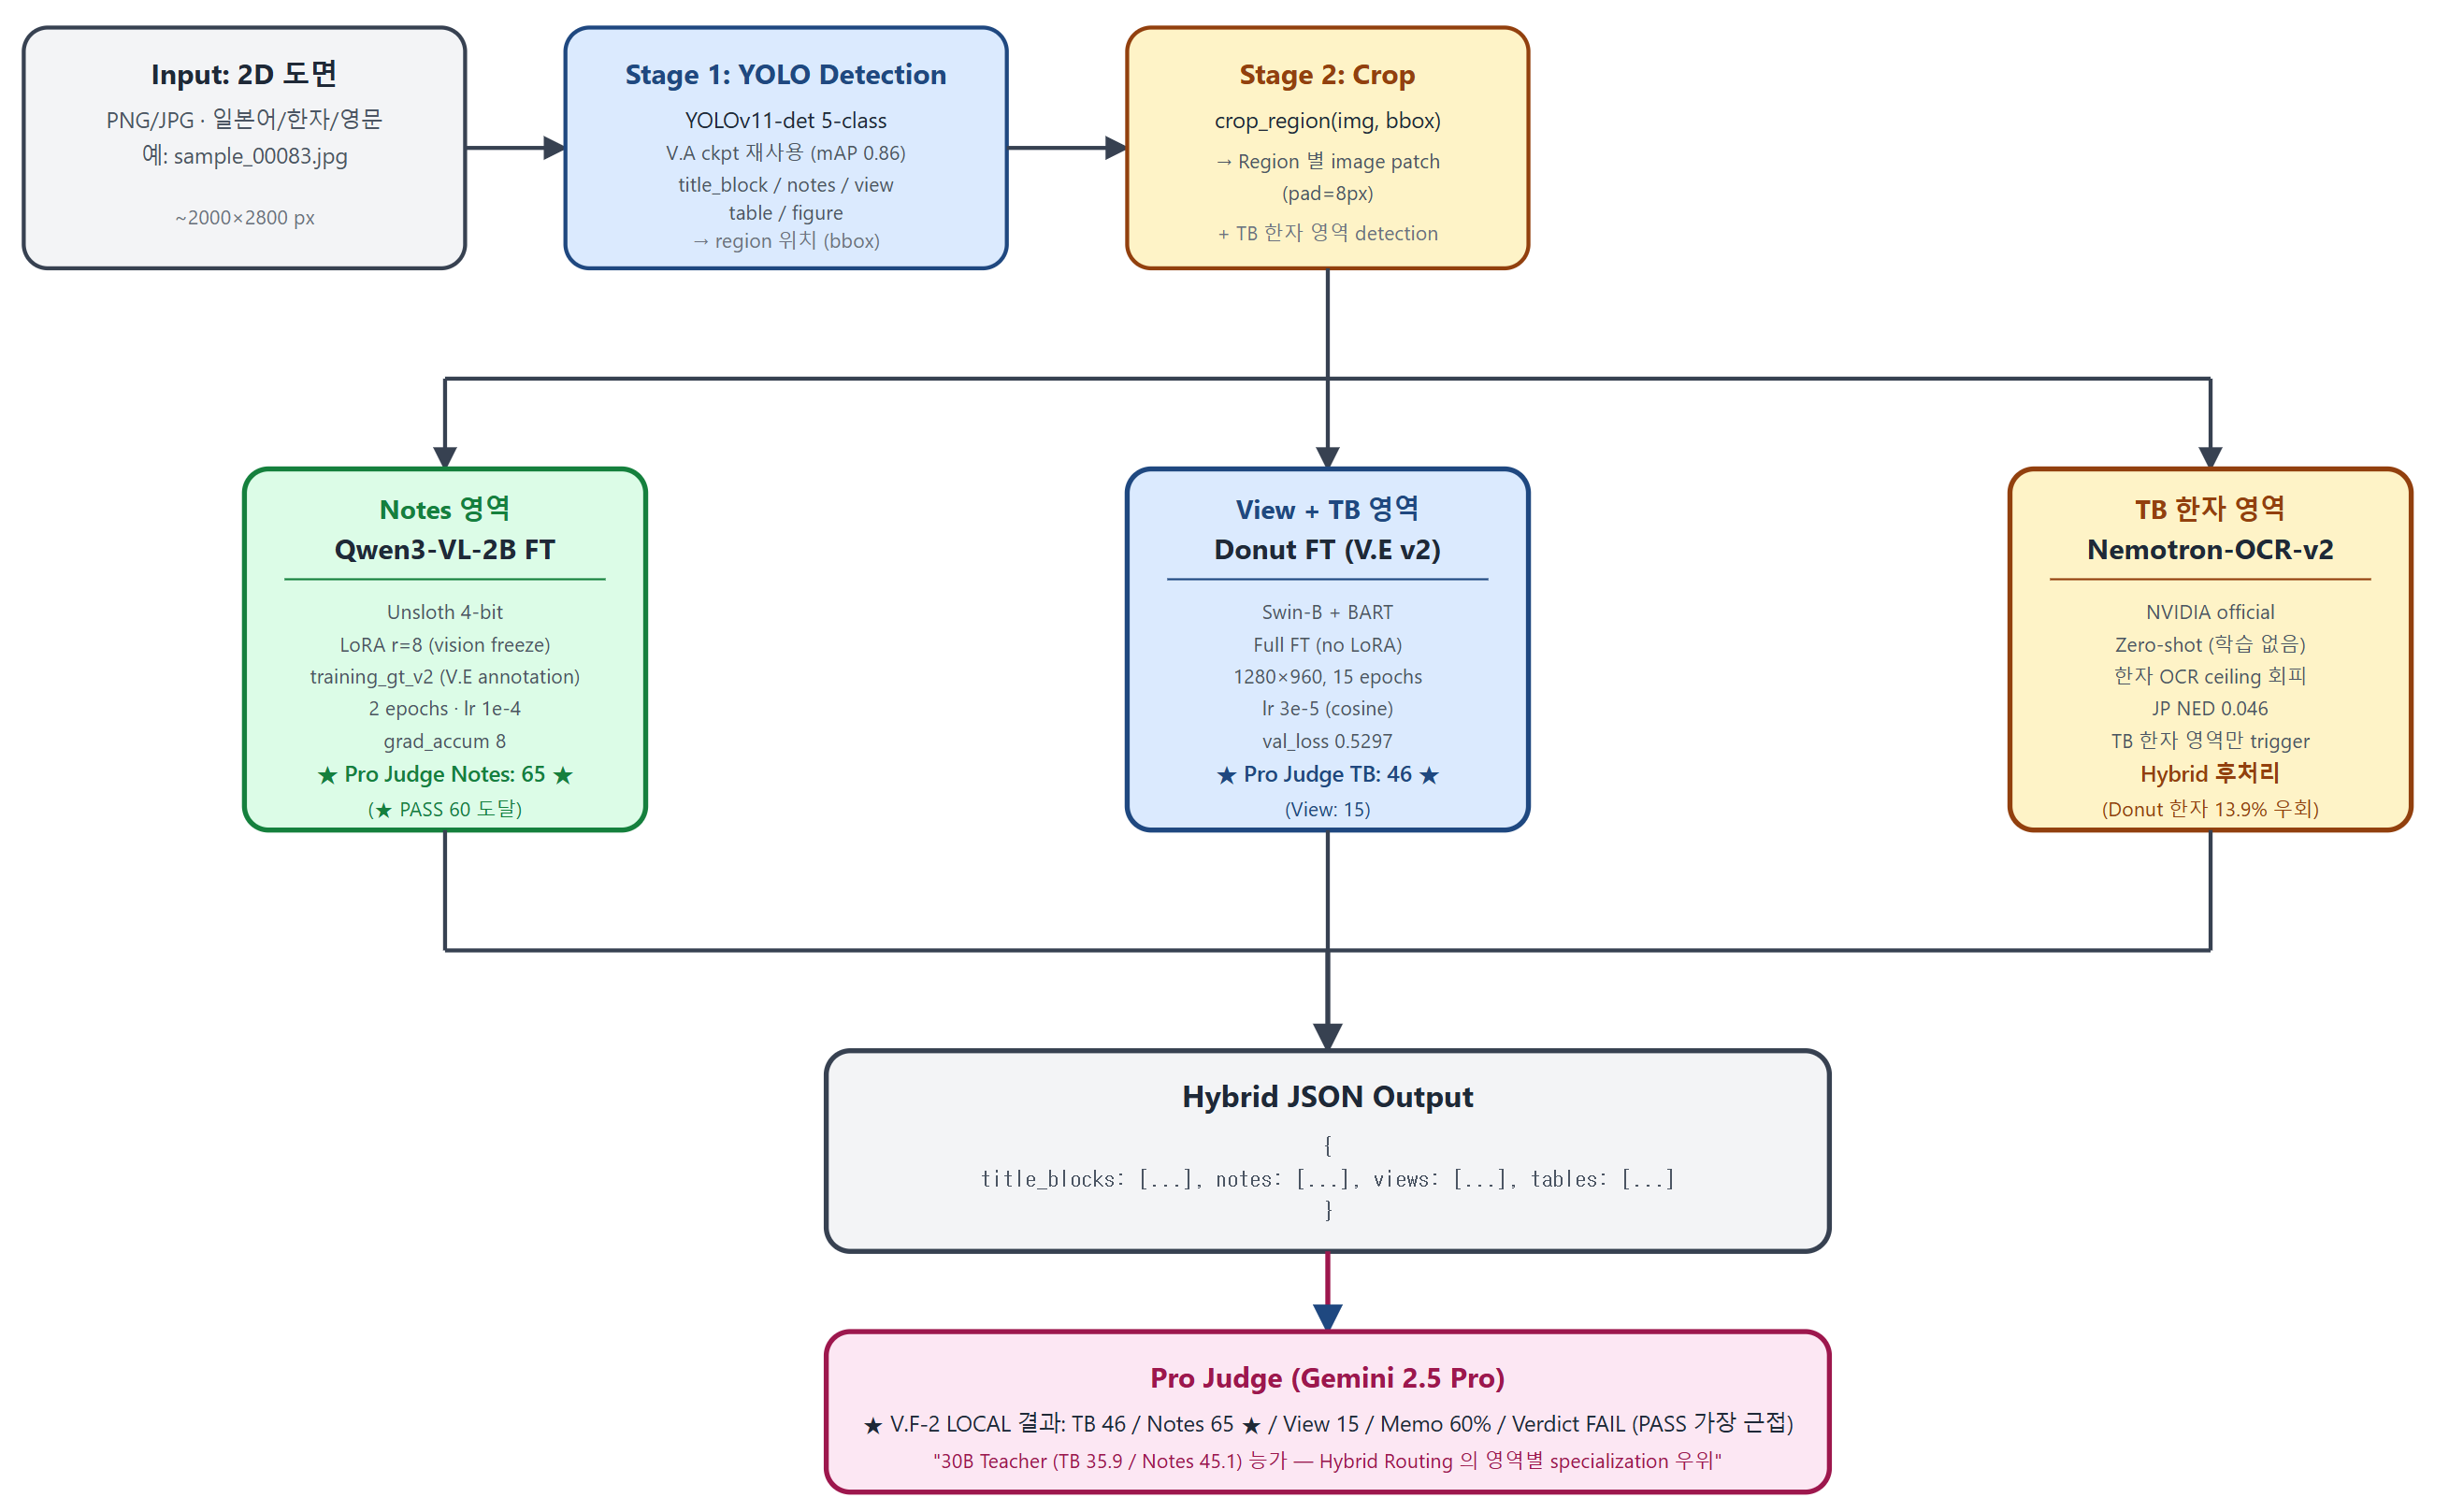 Input: 2D 도면
PNG/JPG · 일본어/한자/영문
예: sample_00083.jpg
~2000×2800 px
Stage 1: YOLO Detection
YOLOv11-det 5-class
V.A ckpt 재사용 (mAP 0.86)
title_block / notes / view
table / figure
→ region 위치 (bbox)
Stage 2: Crop
crop_region(img, bbox)
→ Region 별 image patch
(pad=8px)
+ TB 한자 영역 detection
Notes 영역
Qwen3-VL-2B FT
Unsloth 4-bit
LoRA r=8 (vision freeze)
training_gt_v2 (V.E annotation)
2 epochs · lr 1e-4
grad_accum 8
★ Pro Judge Notes: 65 ★
(★ PASS 60 도달)
View + TB 영역
Donut FT (V.E v2)
Swin-B + BART
Full FT (no LoRA)
1280×960, 15 epochs
lr 3e-5 (cosine)
val_loss 0.5297
★ Pro Judge TB: 46 ★
(View: 15)
TB 한자 영역
Nemotron-OCR-v2
NVIDIA official
Zero-shot (학습 없음)
한자 OCR ceiling 회피
JP NED 0.046
TB 한자 영역만 trigger
Hybrid 후처리
(Donut 한자 13.9% 우회)
Hybrid JSON Output
{
title_blocks: [...], notes: [...], views: [...], tables: [...]
}
Pro Judge (Gemini 2.5 Pro)
★ V.F-2 LOCAL 결과: TB 46 / Notes 65 ★ / View 15 / Memo 60% / Verdict FAIL (PASS 가장 근접)
"30B Teacher (TB 35.9 / Notes 45.1) 능가 — Hybrid Routing 의 영역별 specialization 우위"